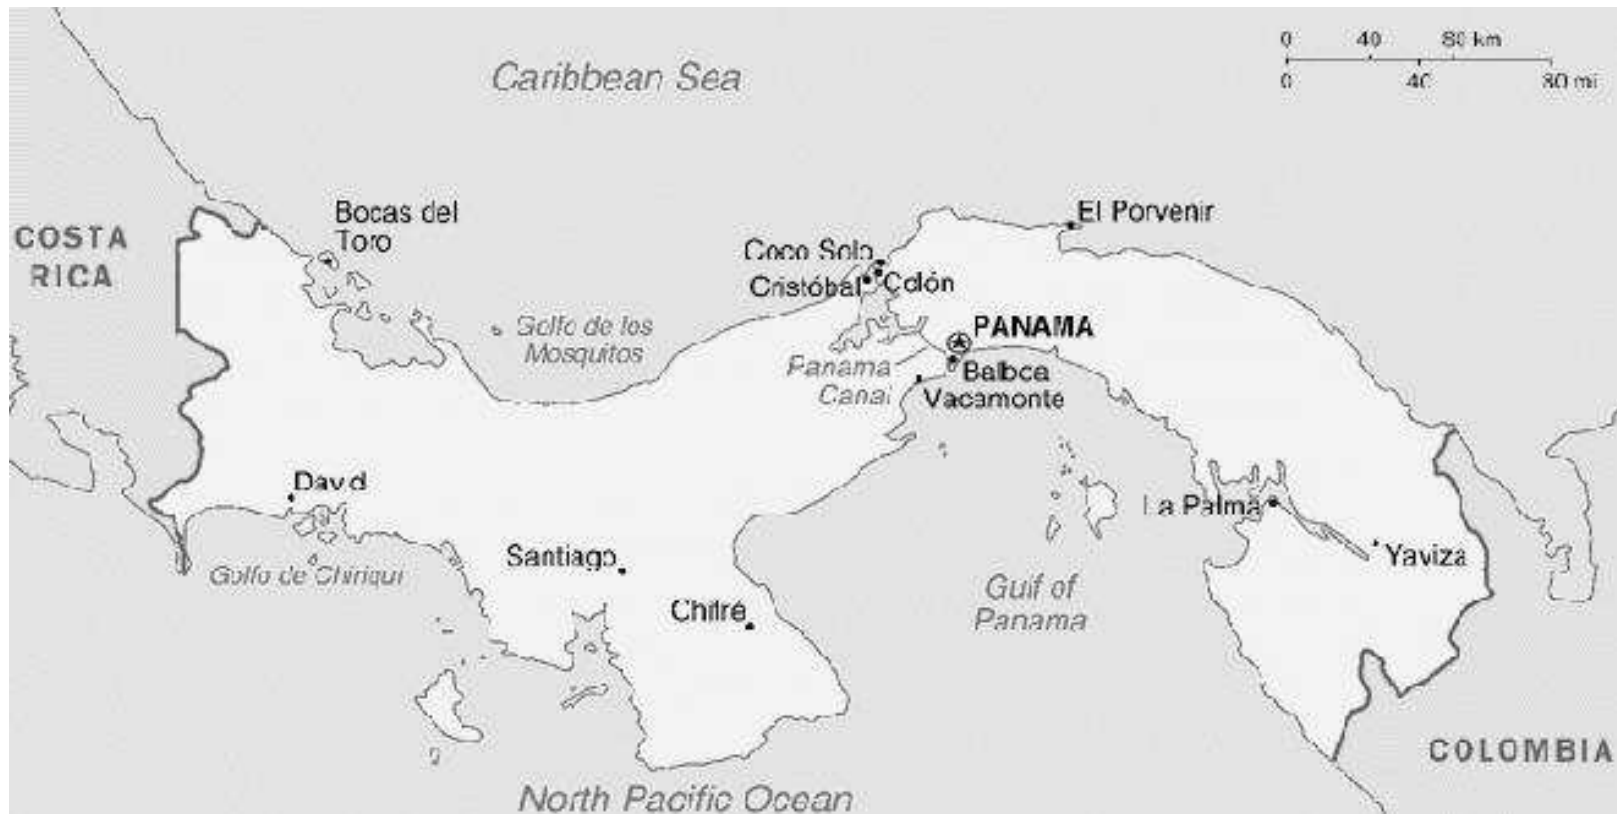 0 40 80 km
0 40 80 mi
Caribbean Sea
Bocas del
Toro
El Porvenir
COSTA
RICA
Coco Solo
Cristóbal
Colón
Golfo de los
Mosquitos
PANAMA
Panama
Canal
Balboa
Vacamonte
David
La Palma
Santiago
Yaviza
Golfo de Chiriquí
Gulf of
Panama
Chitré
COLOMBIA
North Pacific Ocean